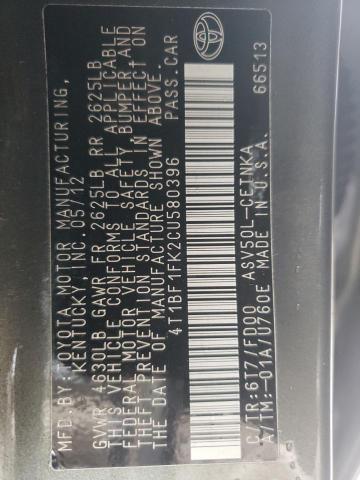 MFD. BY: TOYOTA MOTOR MANUFACTURING,
KENTUCKY, INC. 05/12
GVWR 4630LB GAWR FR 2625LB RR 2625LB
THIS VEHICLE CONFORMS TO ALL APPLICABLE
FEDERAL MOTOR VEHICLE SAFETY, BUMPER AND
THEFT PREVENTION STANDARDS IN EFFECT ON
THE DATE OF MANUFACTURE SHOWN ABOVE.
4T1BF1FK2CU580396 PASS.CAR
C/TR:6T7/FD00 ASV50L-CETNKA
A/TM:-01A/U760E MADE IN U.S.A. 66513